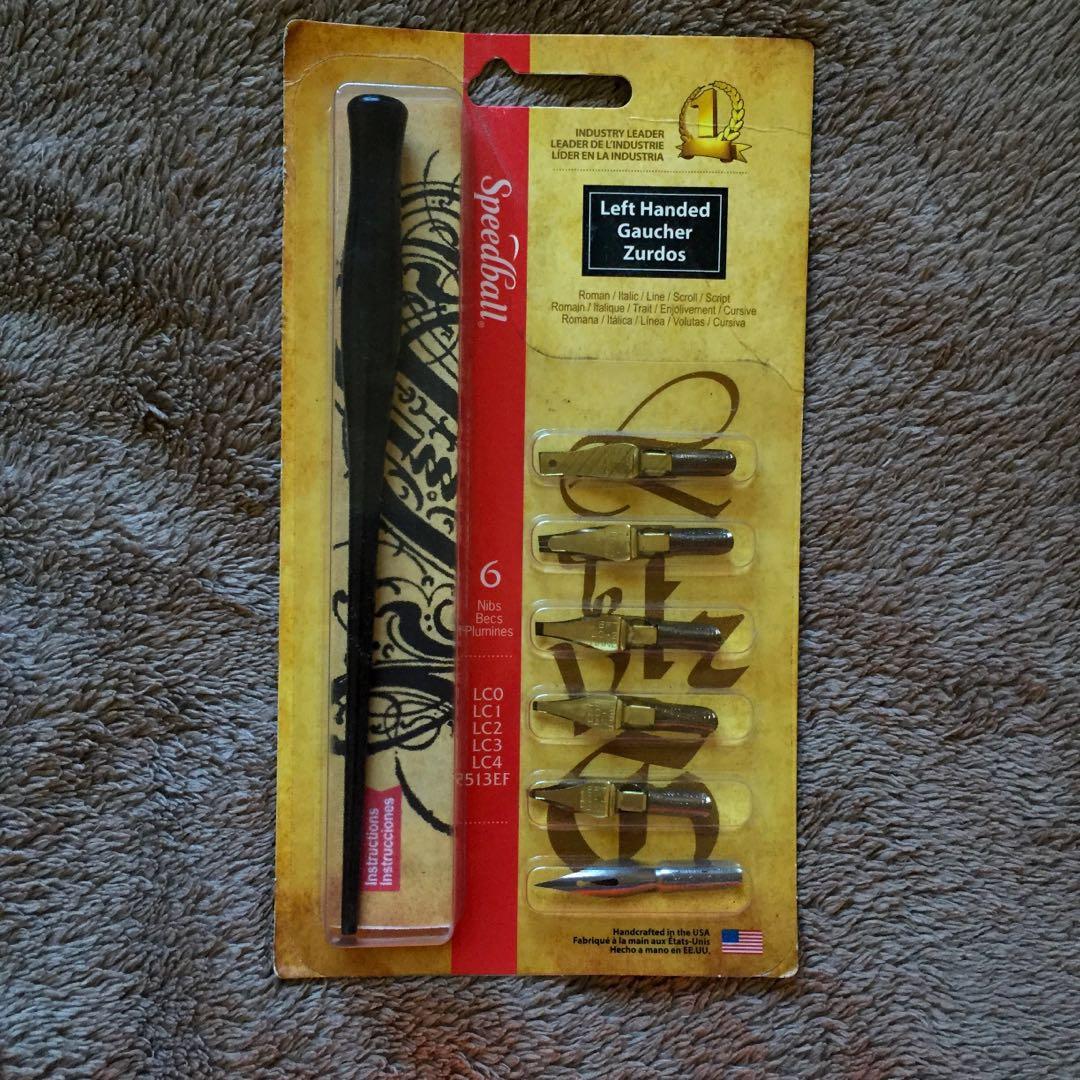 INDUSTRY LEADER
LEADER DE L'INDUSTRIE
LÍDER EN LA INDUSTRIA
1
Left Handed
Gaucher
Zurdos
Roman / Italic / Line / Scroll / Script
Romain / Italique / Trait / Enjolivement / Cursive
Romana / Itálica / Línea / Volutas / Cursiva
Speedball®
6
Nibs
Becs
Plumines
LC0
LC1
LC2
LC3
LC4
513EF
Instructions
Instrucciones
Handcrafted in the USA
Fabriqué à la main aux États-Unis
Hecho a mano en EE.UU.